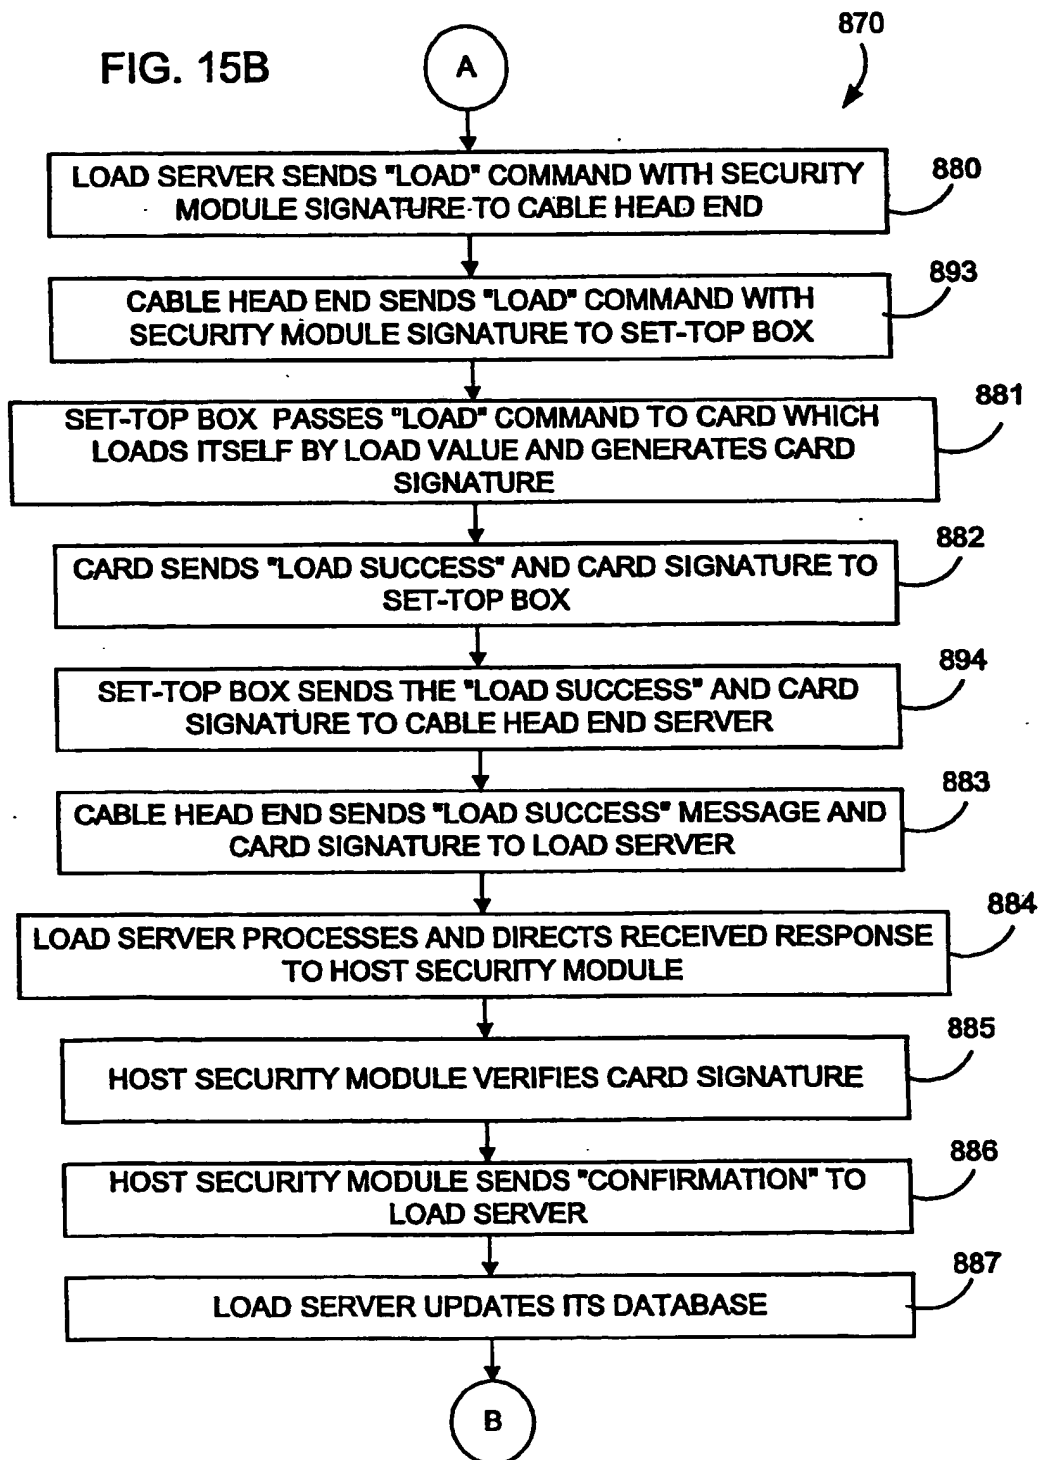 FIG. 15B
A
870
LOAD SERVER SENDS "LOAD" COMMAND WITH SECURITY
MODULE SIGNATURE TO CABLE HEAD END
880
CABLE HEAD END SENDS "LOAD" COMMAND WITH
SECURITY MODULE SIGNATURE TO SET-TOP BOX
893
SET-TOP BOX PASSES "LOAD" COMMAND TO CARD WHICH
LOADS ITSELF BY LOAD VALUE AND GENERATES CARD
SIGNATURE
881
CARD SENDS "LOAD SUCCESS" AND CARD SIGNATURE TO
SET-TOP BOX
882
SET-TOP BOX SENDS THE "LOAD SUCCESS" AND CARD
SIGNATURE TO CABLE HEAD END SERVER
894
CABLE HEAD END SENDS "LOAD SUCCESS" MESSAGE AND
CARD SIGNATURE TO LOAD SERVER
883
LOAD SERVER PROCESSES AND DIRECTS RECEIVED RESPONSE
TO HOST SECURITY MODULE
884
HOST SECURITY MODULE VERIFIES CARD SIGNATURE
885
HOST SECURITY MODULE SENDS "CONFIRMATION" TO
LOAD SERVER
886
LOAD SERVER UPDATES ITS DATABASE
887
B